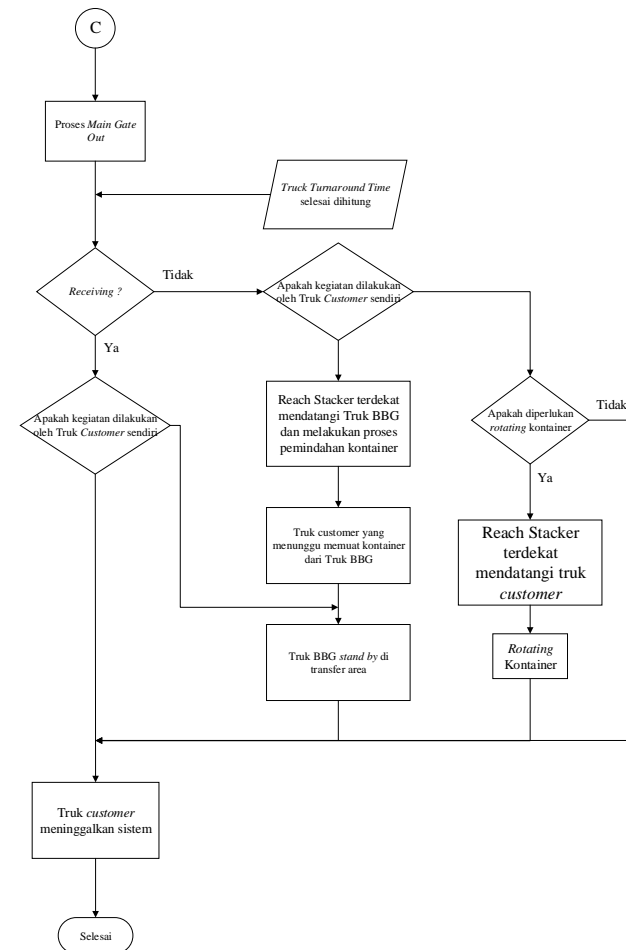 C
Proses Main Gate
Out
Truck Turnaround Time
selesai dihitung
Receiving ?
Tidak
Apakah kegiatan dilakukan
oleh Truk Customer sendiri
Ya
Apakah kegiatan dilakukan
oleh Truk Customer sendiri
Reach Stacker terdekat
mendatangi Truk BBG
dan melakukan proses
pemindahan kontainer
Apakah diperlukan
rotating kontainer
Tidak
Ya
Truk customer yang
menunggu memuat kontainer
dari Truk BBG
Reach Stacker
terdekat
mendatangi truk
customer
Truk BBG stand by di
transfer area
Rotating
Kontainer
Truk customer
meninggalkan sistem
Selesai